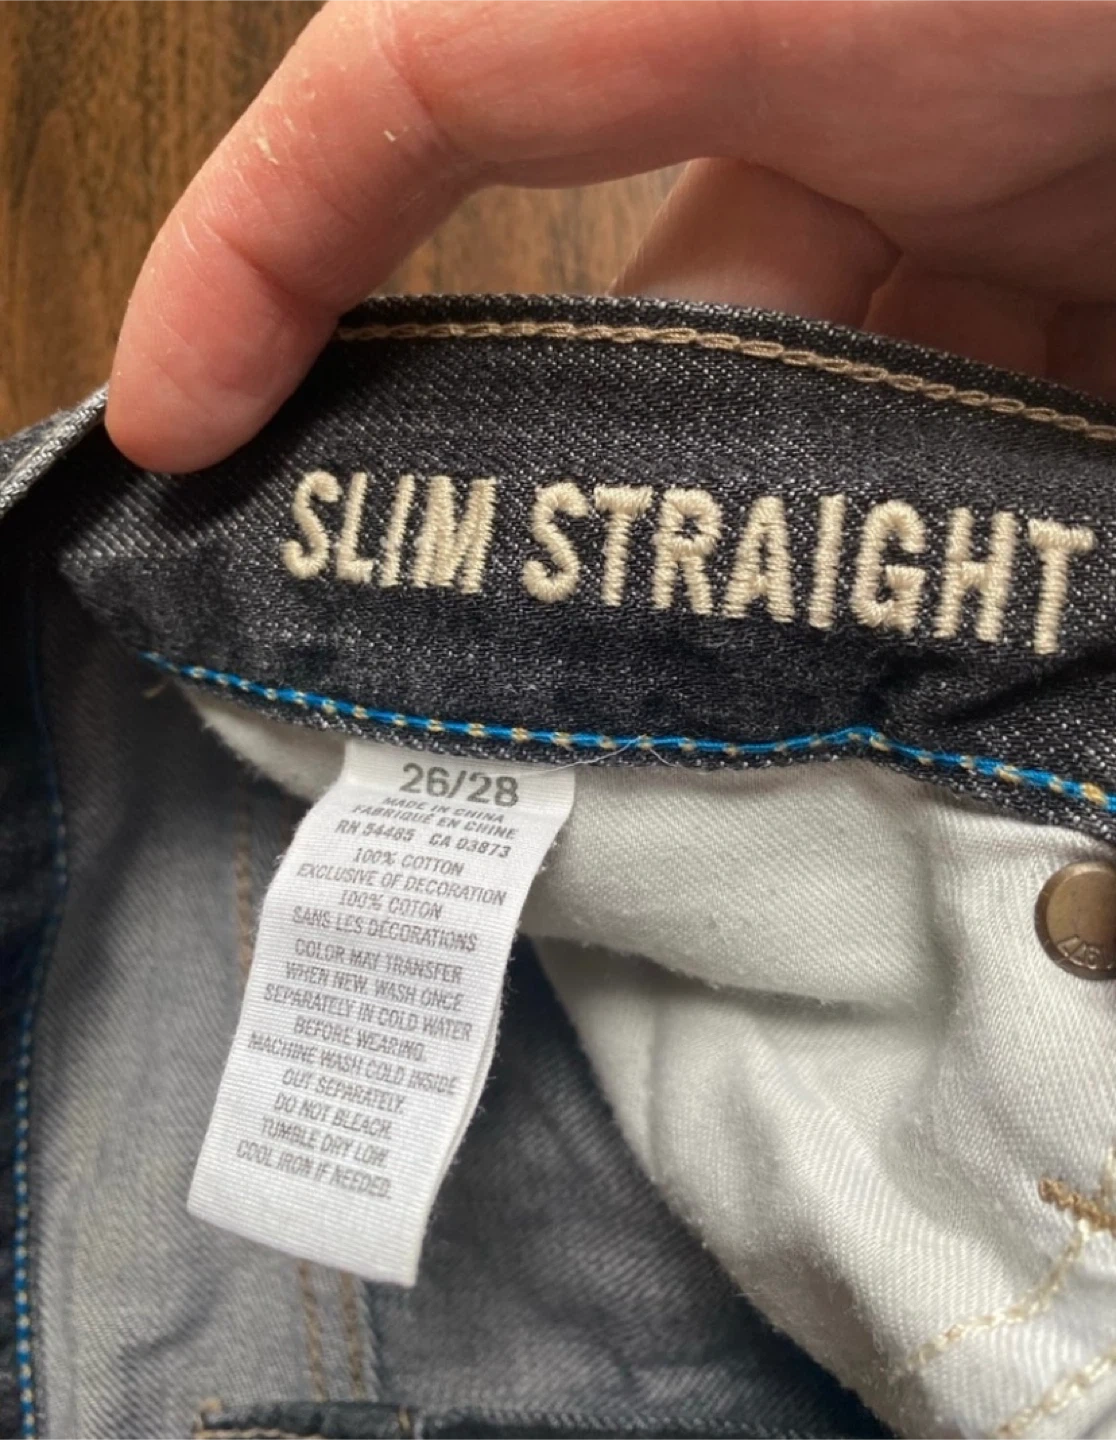 SLIM STRAIGHT
26/28
MADE IN CHINA
FABRIQUÉ EN CHINE
RN 54485 CA 03873
100% COTTON
EXCLUSIVE OF DECORATION
100% COTON
SANS LES DÉCORATIONS
COLOR MAY TRANSFER
WHEN NEW. WASH ONCE
SEPARATELY IN COLD WATER
BEFORE WEARING.
MACHINE WASH COLD INSIDE
OUT SEPARATELY.
DO NOT BLEACH.
TUMBLE DRY LOW.
COOL IRON IF NEEDED.